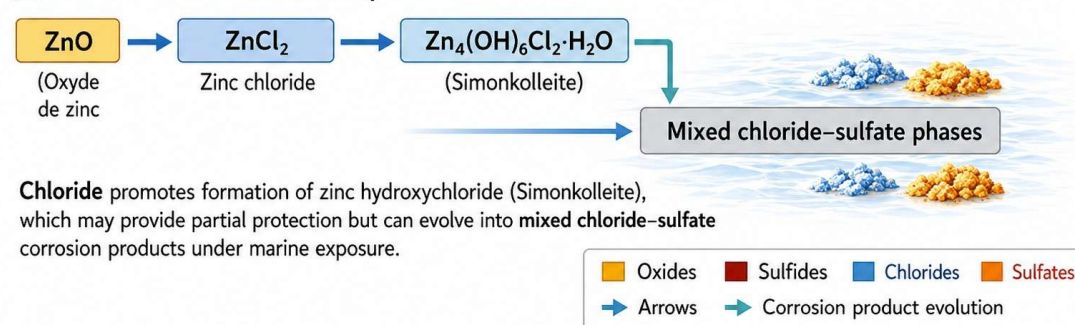 ZnO
ZnCl₂
Zn₄(OH)₆Cl₂·H₂O
(Oxyde
de zinc
Zinc chloride
(Simonkolleite)
Mixed chloride–sulfate phases
Chloride promotes formation of zinc hydroxychloride (Simonkolleite),
which may provide partial protection but can evolve into mixed chloride–sulfate
corrosion products under marine exposure.
Oxides
Sulfides
Chlorides
Sulfates
Arrows
Corrosion product evolution